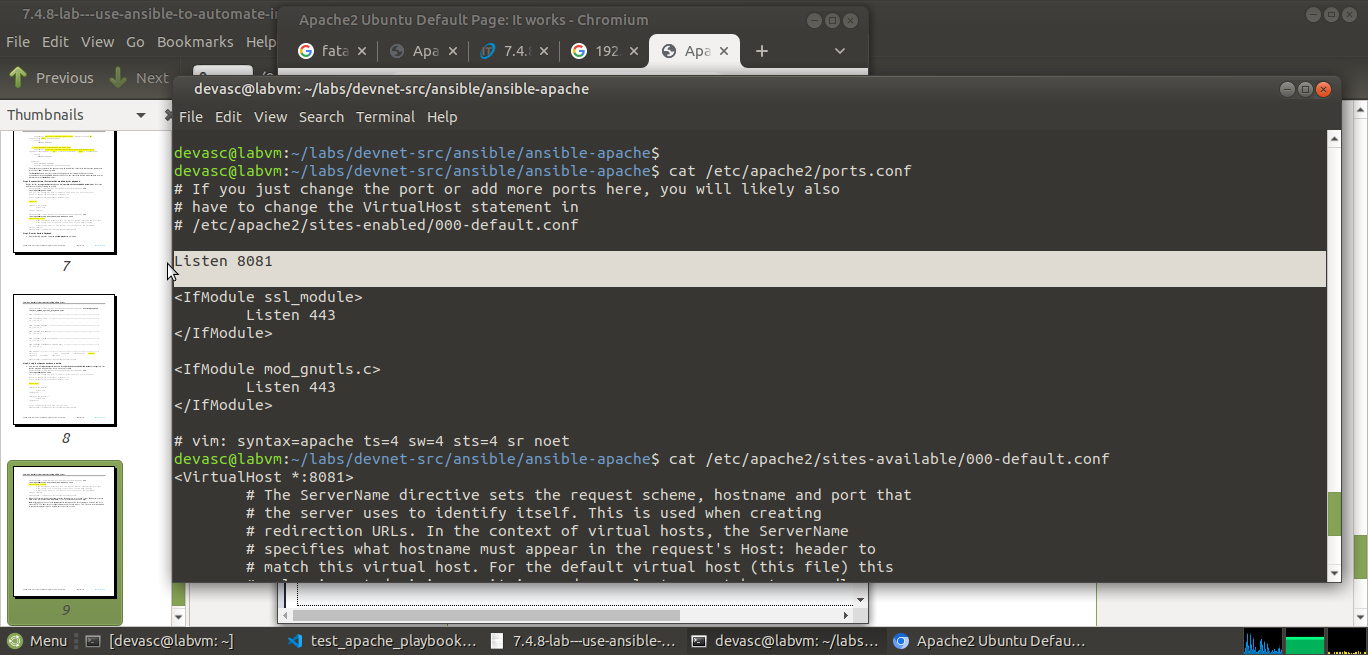 7.4.8-lab---use-ansible-to-automate-i
Apache2 Ubuntu Default Page: It works - Chromium
File Edit View Go Bookmarks Help
fata
Apa
7.4.
192.
Apa
Previous
Next
devasc@labvm: ~/labs/devnet-src/ansible/ansible-apache
Thumbnails
File Edit View Search Terminal Help
devasc@labvm:~/labs/devnet-src/ansible/ansible-apache$
devasc@labvm:~/labs/devnet-src/ansible/ansible-apache$ cat /etc/apache2/ports.conf
# If you just change the port or add more ports here, you will likely also
# have to change the VirtualHost statement in
# /etc/apache2/sites-enabled/000-default.conf
Listen 8081
<IfModule ssl_module>
Listen 443
</IfModule>
<IfModule mod_gnutls.c>
Listen 443
</IfModule>
# vim: syntax=apache ts=4 sw=4 sts=4 sr noet
devasc@labvm:~/labs/devnet-src/ansible/ansible-apache$ cat /etc/apache2/sites-available/000-default.conf
<VirtualHost *:8081>
# The ServerName directive sets the request scheme, hostname and port that
# the server uses to identify itself. This is used when creating
# redirection URLs. In the context of virtual hosts, the ServerName
# specifies what hostname must appear in the request's Host: header to
# match this virtual host. For the default virtual host (this file) this
7
8
9
Menu
[devasc@labvm: ~]
test_apache_playbook...
7.4.8-lab---use-ansible-...
devasc@labvm: ~/labs...
Apache2 Ubuntu Defau...